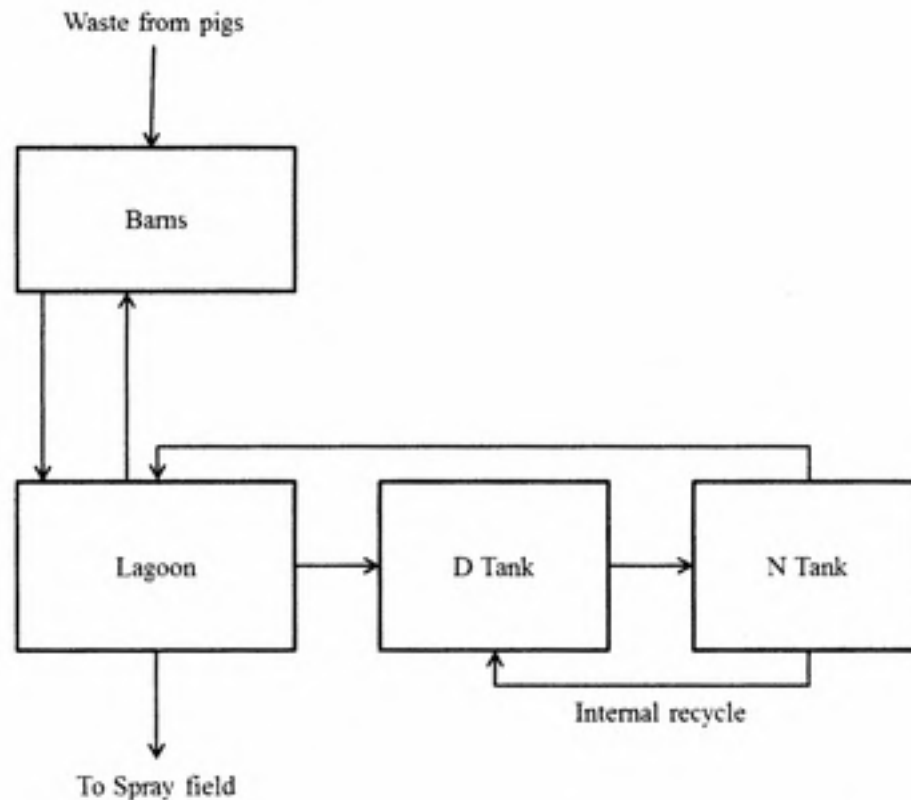 Waste from pigs
Barns
Lagoon
D Tank
N Tank
Internal recycle
To Spray field